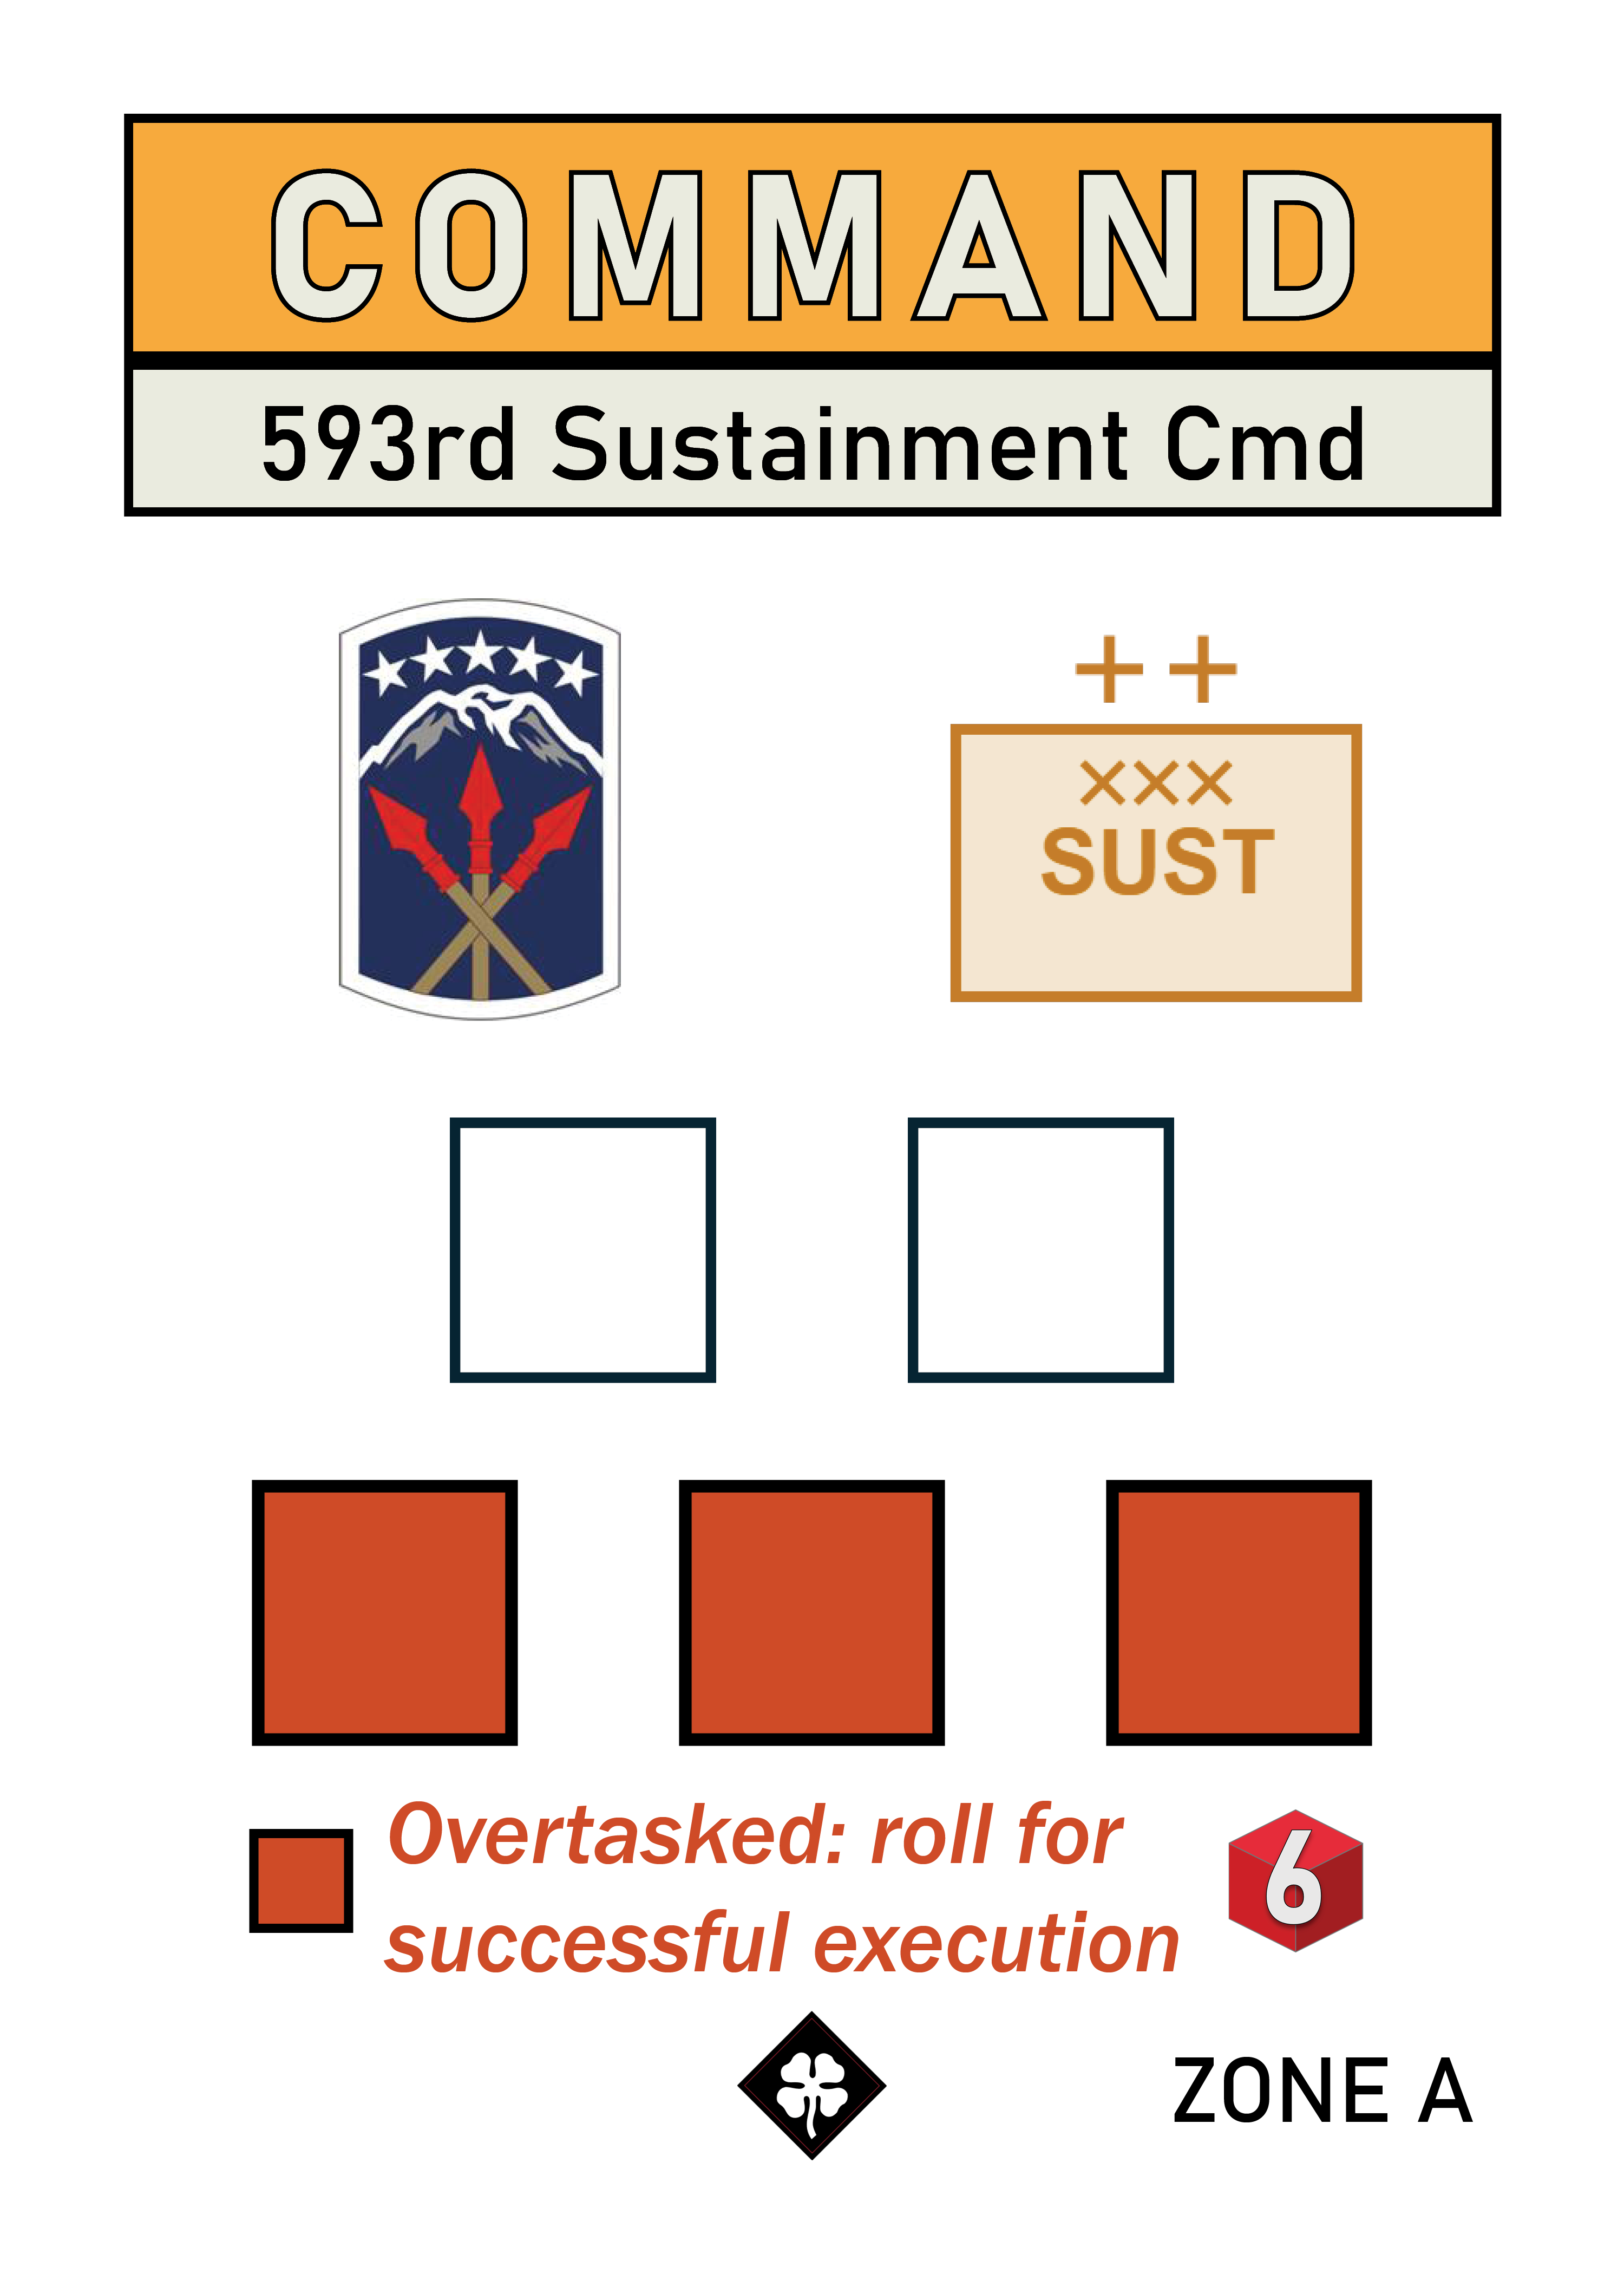 COMMAND
593rd Sustainment Cmd
++
XXX
SUST
Overtasked: roll for
successful execution
6
ZONE A